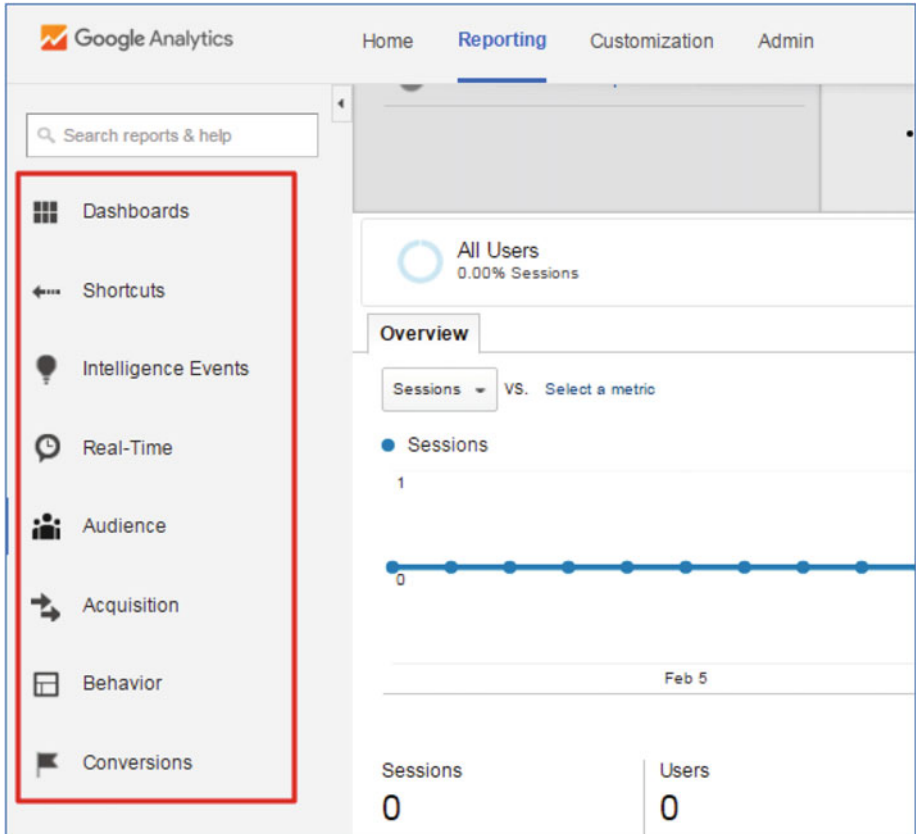 Google Analytics
Home Reporting Customization Admin
Search reports & help
Dashboards
Shortcuts
Intelligence Events
Real-Time
Audience
Acquisition
Behavior
Conversions
All Users
0.00% Sessions
Overview
Sessions VS. Select a metric
Sessions
1
0
Feb 5
Sessions Users
0 0